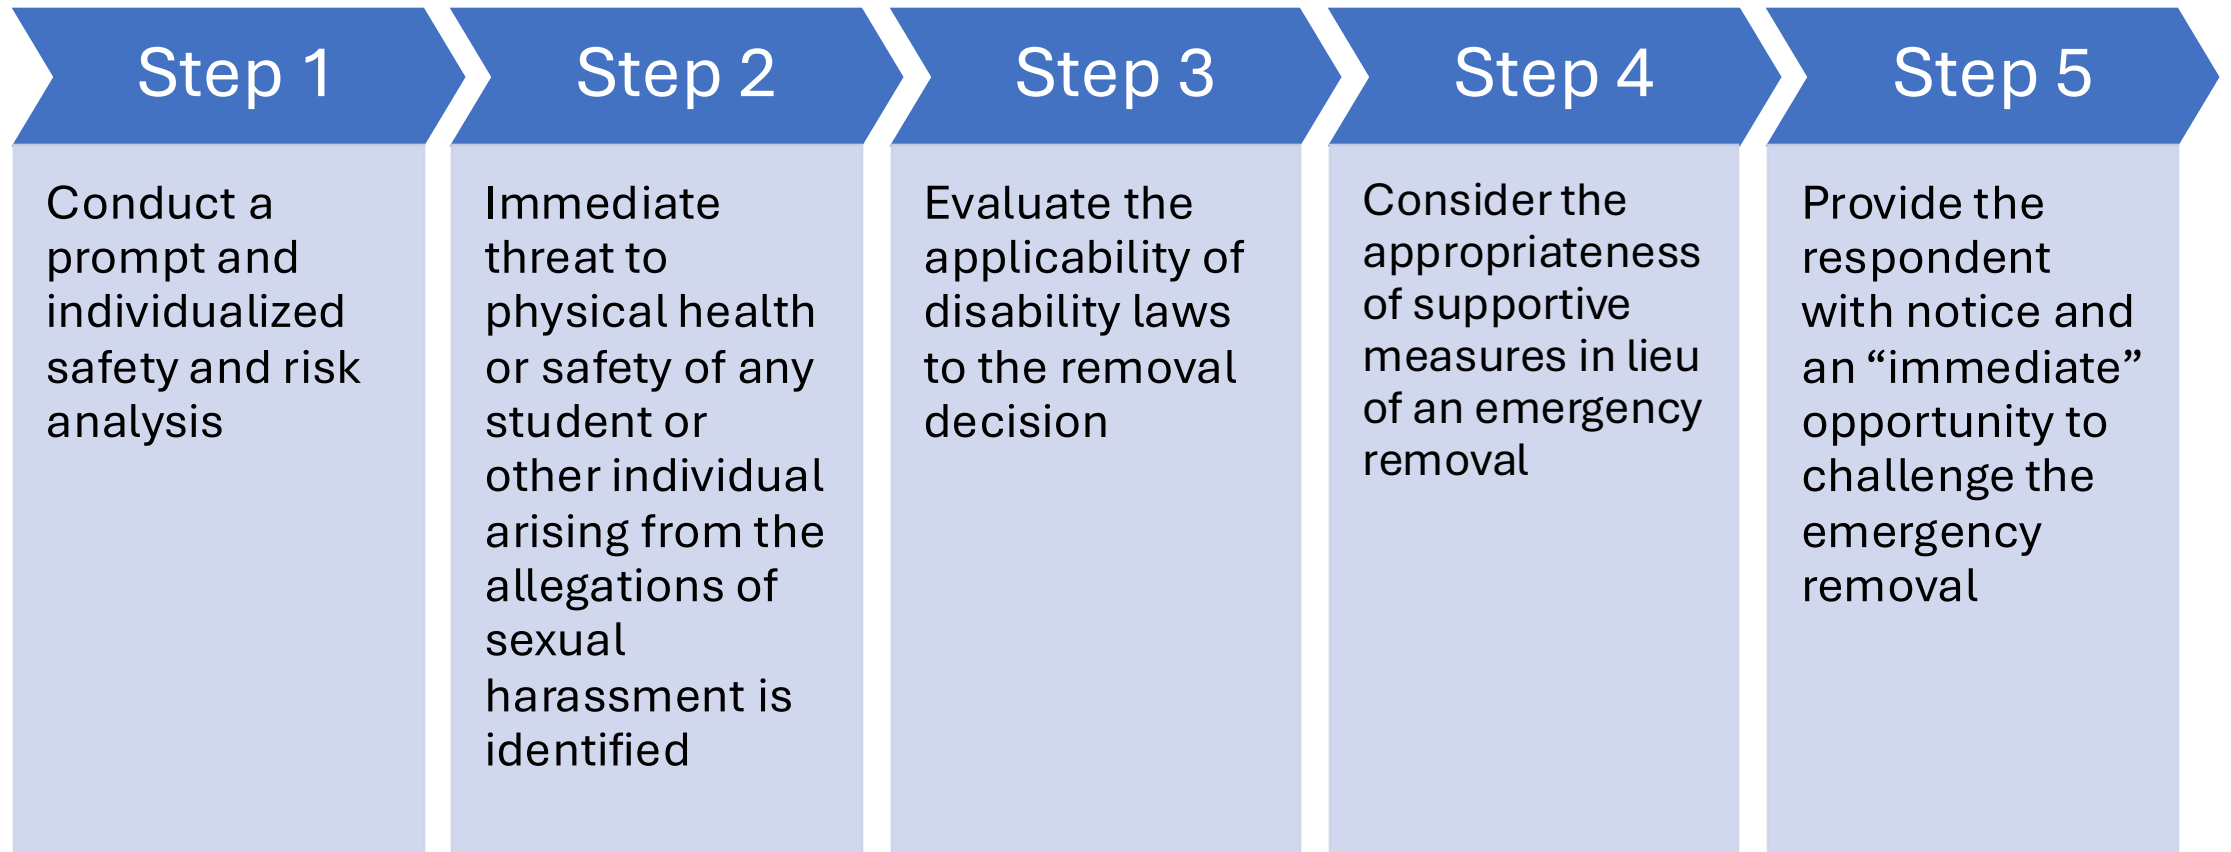 Step 1
Conduct a
prompt and
individualized
safety and risk
analysis
Step 2
Immediate
threat to
physical health
or safety of any
student or
other individual
arising from the
allegations of
sexual
harassment is
identified
Step 3
Evaluate the
applicability of
disability laws
to the removal
decision
Step 4
Consider the
appropriateness
of supportive
measures in lieu
of an emergency
removal
Step 5
Provide the
respondent
with notice and
an “immediate”
opportunity to
challenge the
emergency
removal